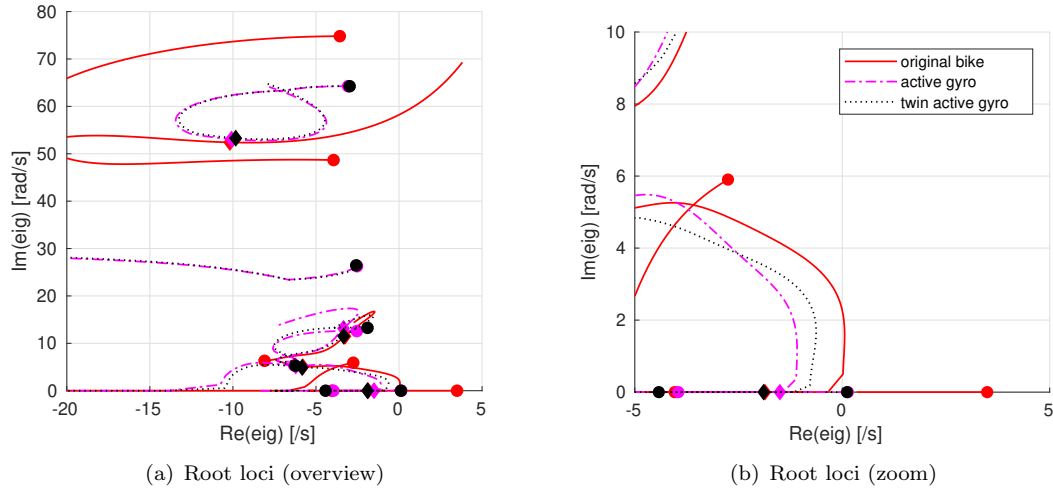 80
70
60
50
40
30
20
10
0
-20 -15 -10 -5 0 5
Im(eig) [rad/s]
Re(eig) [/s]
(a) Root loci (overview)
10
8
6
4
2
0
-5 0 5
Im(eig) [rad/s]
Re(eig) [/s]
original bike
active gyro
twin active gyro
(b) Root loci (zoom)